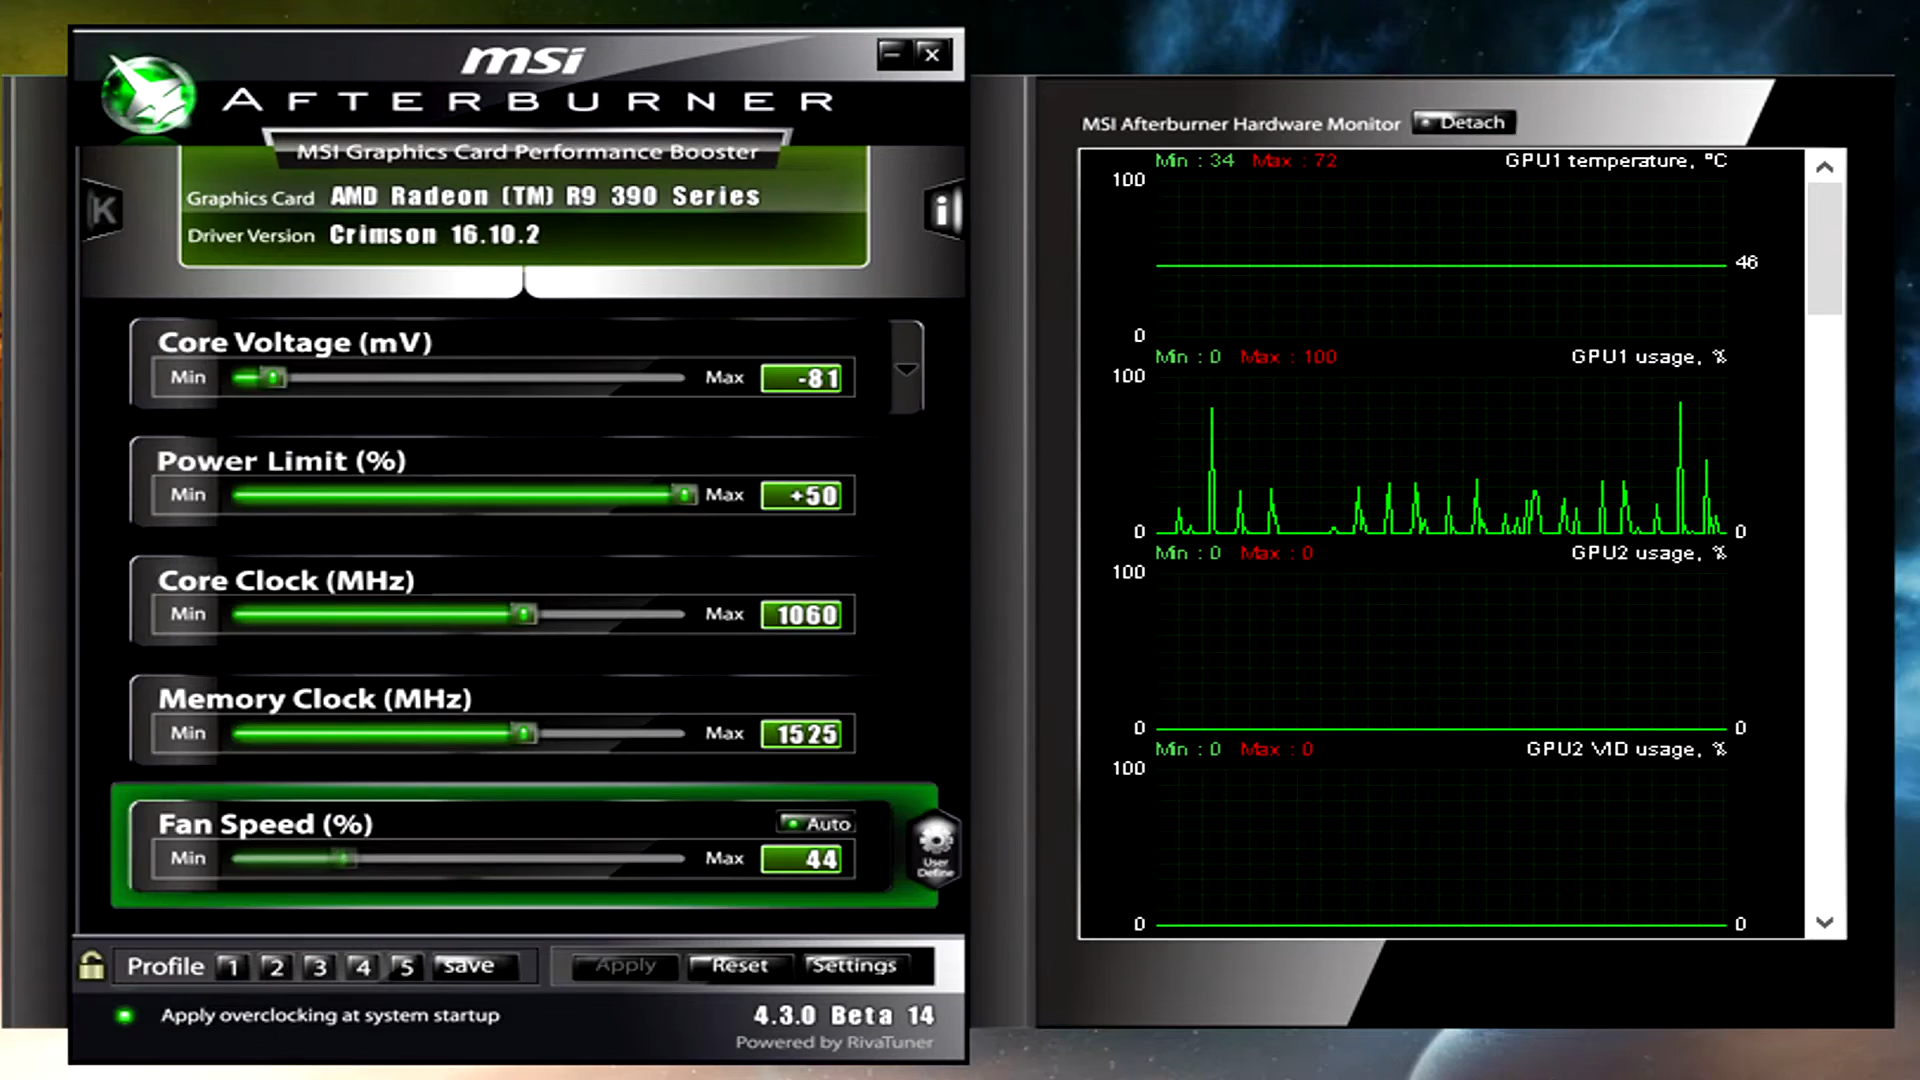 msi
AFTERBURNER
MSI Graphics Card Performance Booster
K
Graphics Card AMD Radeon (TM) R9 390 Series
i
Driver Version Crimson 16.10.2
Core Voltage (mV)
Min Max -81
Power Limit (%)
Min Max +50
Core Clock (MHz)
Min Max 1060
Memory Clock (MHz)
Min Max 1525
Fan Speed (%) Auto
Min Max 44
User Define
Profile 1 2 3 4 5 save Apply Reset Settings
Apply overclocking at system startup 4.3.0 Beta 14
Powered by RivaTuner
MSI Afterburner Hardware Monitor Detach
Min : 34 Max : 72 GPU1 temperature, °C
100
46
0
Min : 0 Max : 100 GPU1 usage, %
100
0 0
Min : 0 Max : 0 GPU2 usage, %
100
0 0
Min : 0 Max : 0 GPU2 VID usage, %
100
0 0